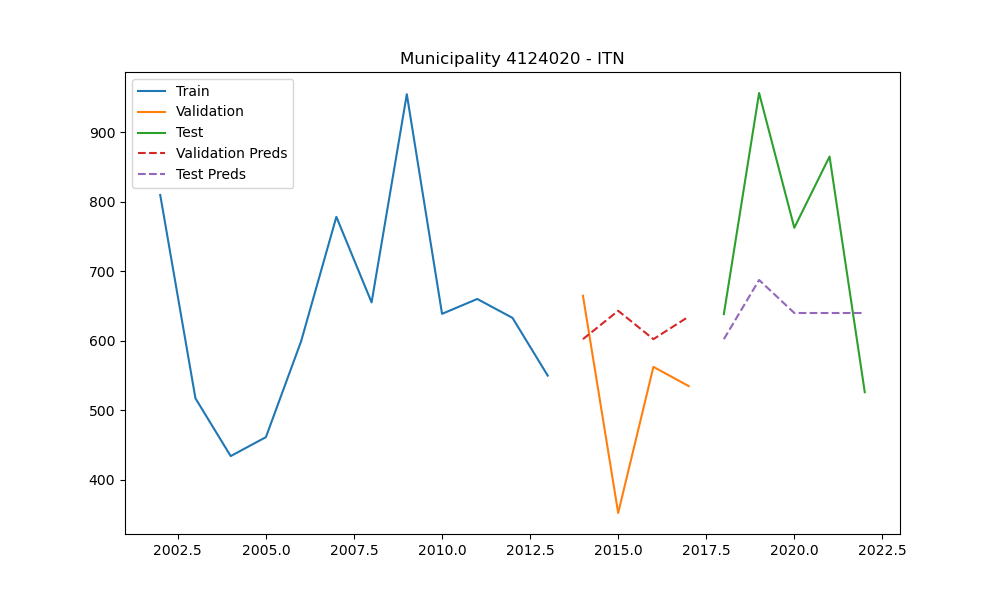 Municipality 4124020 - ITN
Train
Validation
Test
Validation Preds
Test Preds
900
800
700
600
500
400
2002.5 2005.0 2007.5 2010.0 2012.5 2015.0 2017.5 2020.0 2022.5